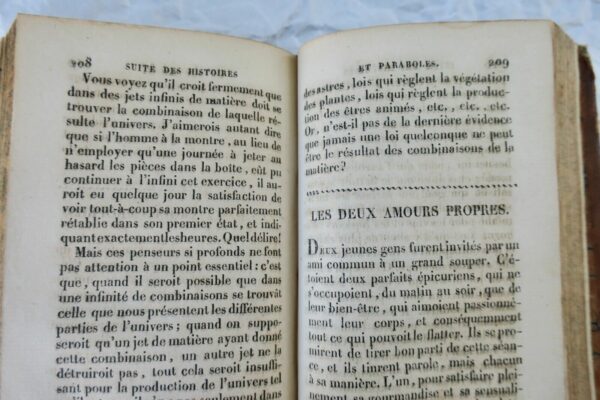 208 SUITE DES HISTOIRES
Vous voyez qu'il croit fermement que
dans des jets infinis de matière doit se
trouver la combinaison de laquelle ré-
sulte l'univers. J'aimerois autant dire
que si l'homme à la montre, au lieu de
n'employer qu'une journée à jeter au
hasard les pièces dans la boîte, eût pu
continuer à l'infini cet exercice, il au-
roit eu quelque jour la satisfaction de
voir tout-à-coup sa montre parfaitement
rétablie dans son premier état, et indi-
quant exactement les heures. Quel délire!
Mais ces penseurs si profonds ne font
pas attention à un point essentiel: c'est
que, quand il seroit possible que dans
une infinité de combinaisons se trouvât
celle que nous présentent les différentes
parties de l'univers; quand on suppo-
seroit qu'un jet de matière ayant donné
cette combinaison, un autre jet ne la
détruiroit pas, tout cela seroit insuffi-
sant pour la production de l'univers tel
seulement dans
ET PARABOLES. 209
des astres, lois qui règlent la végétation
des plantes, lois qui règlent la produc-
tion des êtres animés, etc., etc., etc.
Or, n'est-il pas de la dernière évidence
que jamais une loi quelconque ne peut
être le résultat des combinaisons de la
matière?
LES DEUX AMOURS PROPRES.
Deux jeunes gens furent invités par un
ami commun à un grand souper. C'é-
toient deux parfaits épicuriens, qui ne
s'occupoient, du matin au soir, que de
leur bien-être, qui aimoient passionné-
ment leur corps, et conséquemment
tout ce qui pouvoit le flatter. Ils se pro-
mirent de tirer bon parti de cette séan-
ce, et ils tinrent parole, mais chacun
à sa manière. L'un, pour satisfaire plei-
nement sa gourmandise et sa sensuali-